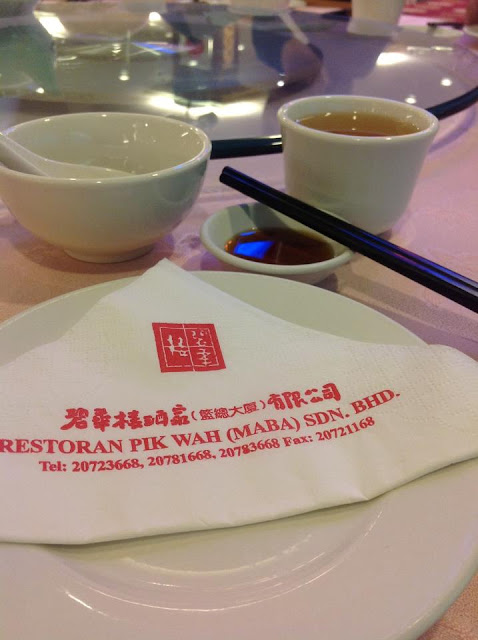 碧華樓酒家(籃總大廈)有限公司
RESTORAN PIK WAH (MABA) SDN. BHD.
Tel: 20723668, 20781668, 20783668 Fax: 20721168